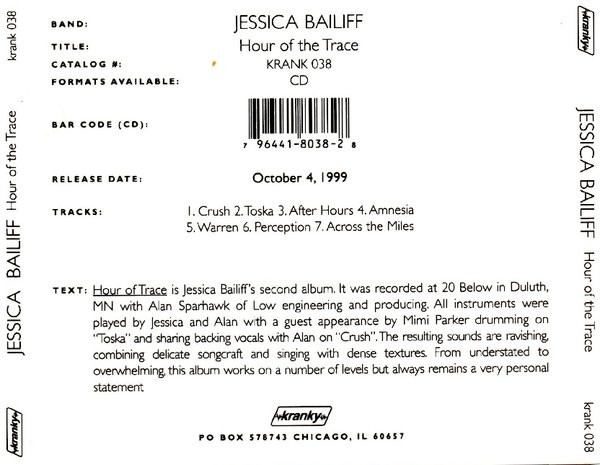 BAND: JESSICA BAILIFF
TITLE: Hour of the Trace
CATALOG #: KRANK 038
FORMATS AVAILABLE: CD
BAR CODE (CD):
7 96441-8038-2 8
RELEASE DATE: October 4, 1999
TRACKS: 1. Crush 2. Toska 3. After Hours 4. Amnesia
5. Warren 6. Perception 7. Across the Miles
TEXT: Hour of Trace is Jessica Bailiff's second album. It was recorded at 20 Below in Duluth,
MN with Alan Sparhawk of Low engineering and producing. All instruments were
played by Jessica and Alan with a guest appearance by Mimi Parker drumming on
"Toska" and sharing backing vocals with Alan on "Crush". The resulting sounds are ravishing,
combining delicate songcraft and singing with dense textures. From understated to
overwhelming, this album works on a number of levels but always remains a very personal
statement
kranky
PO BOX 578743 CHICAGO, IL 60657
kranky JESSICA BAILIFF Hour of the Trace krank 038
kranky JESSICA BAILIFF Hour of the Trace krank 038